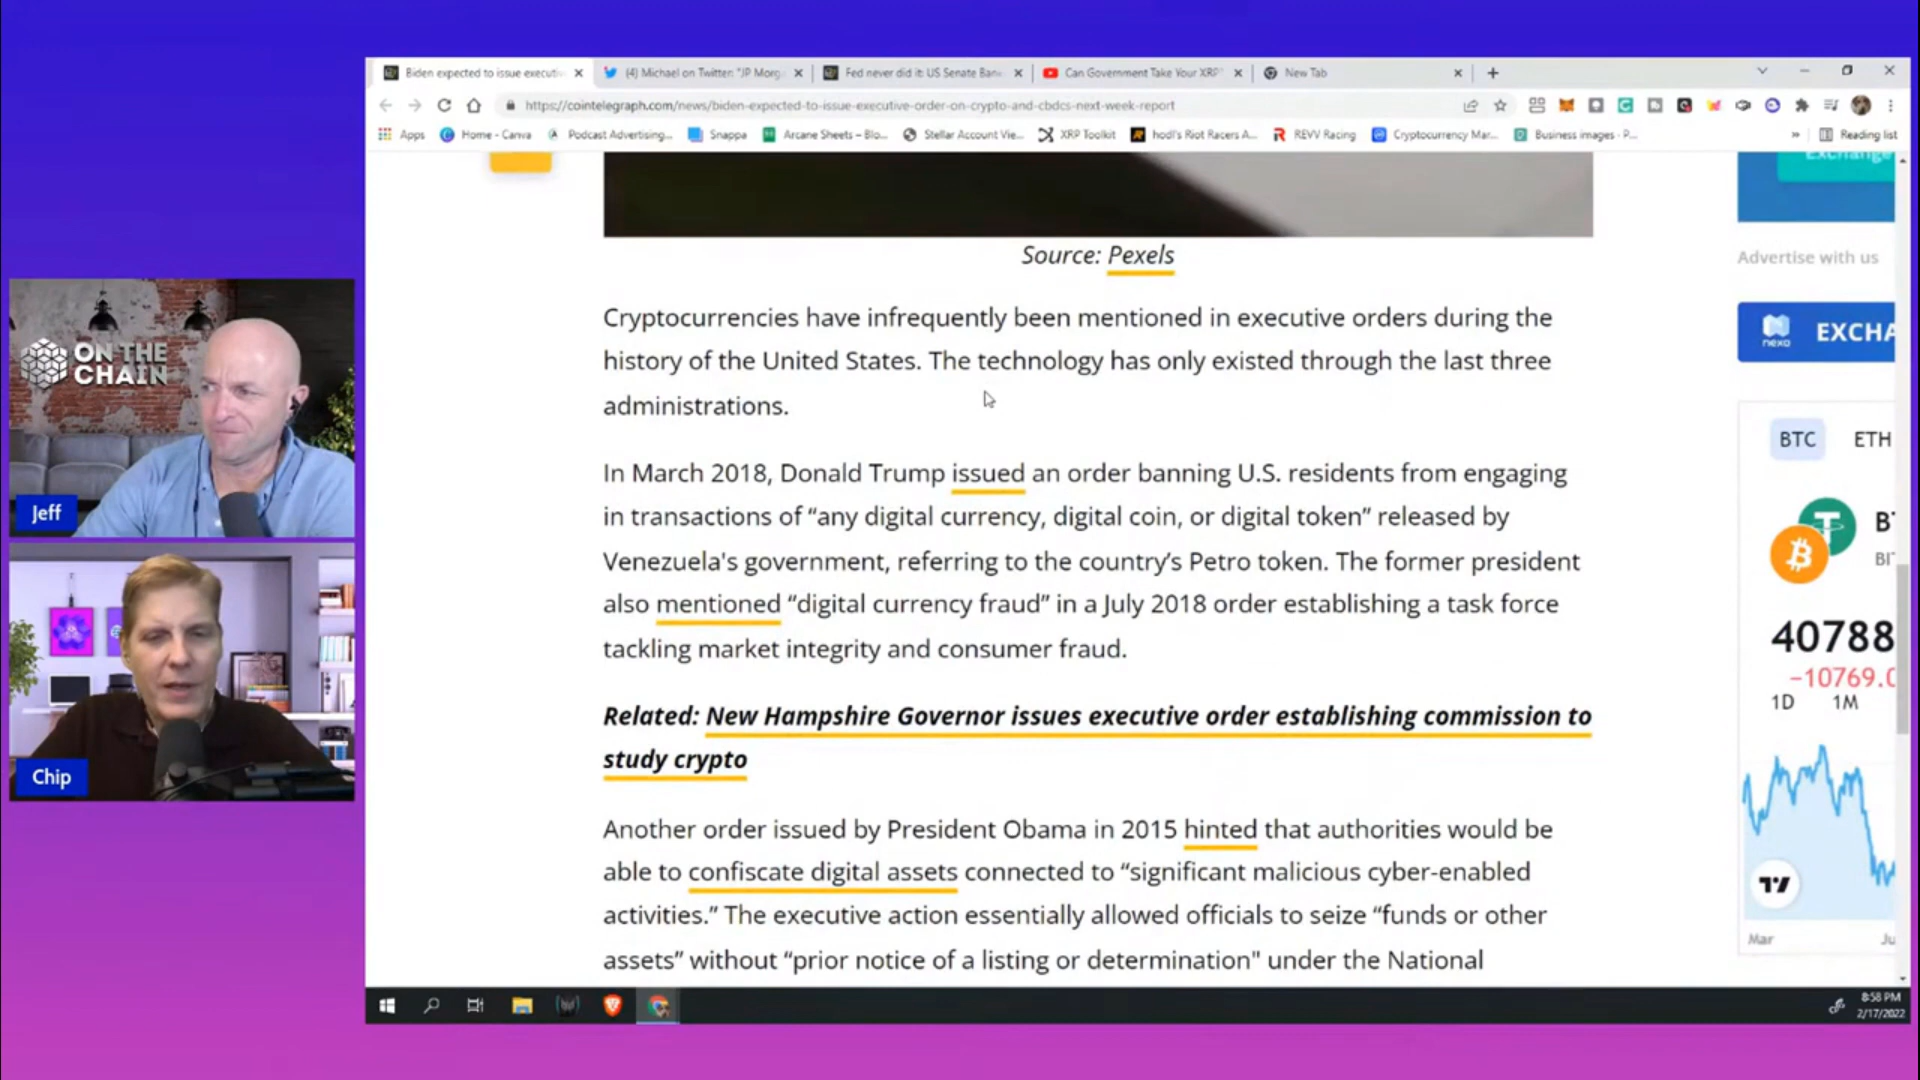 Biden expected to issue executi
(4) Michael on Twitter: "JP Morg
Fed never did it: US Senate Ban
Can Government Take Your XRP
New Tab
https://cointelegraph.com/news/biden-expected-to-issue-executive-order-on-crypto-and-cbdcs-next-week-report
Apps
Home - Canva
Podcast Advertising...
Snappa
Arcane Sheets – Blo...
Stellar Account Vie...
XRP Toolkit
hodl's Riot Racers A...
REVV Racing
Cryptocurrency Mar...
Business images - P...
»
Reading list
Exchange
Source: Pexels
Advertise with us
Cryptocurrencies have infrequently been mentioned in executive orders during the
history of the United States. The technology has only existed through the last three
administrations.
nexo
EXCHA
In March 2018, Donald Trump issued an order banning U.S. residents from engaging
in transactions of “any digital currency, digital coin, or digital token” released by
Venezuela's government, referring to the country’s Petro token. The former president
also mentioned “digital currency fraud” in a July 2018 order establishing a task force
tackling market integrity and consumer fraud.
Related: New Hampshire Governor issues executive order establishing commission to
study crypto
Another order issued by President Obama in 2015 hinted that authorities would be
able to confiscate digital assets connected to “significant malicious cyber-enabled
activities.” The executive action essentially allowed officials to seize “funds or other
assets” without “prior notice of a listing or determination" under the National
BTC ETH
BT
BI
40788
−10769.0
1D 1M
Mar Ju
ON THE
CHAIN
Jeff
Chip
8:58 PM
2/17/2022